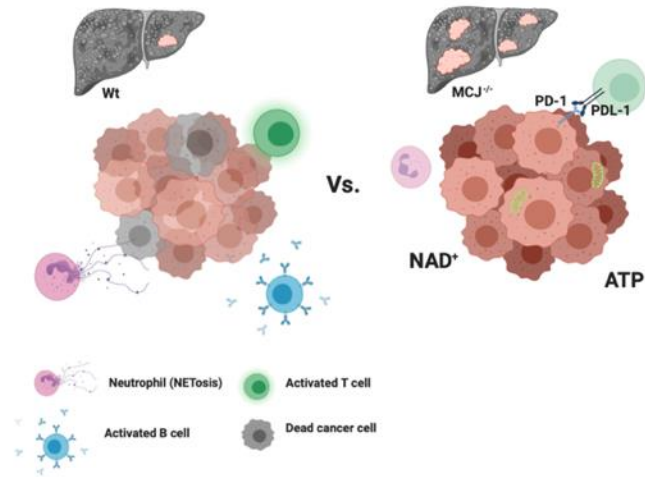 Wt
MCJ-/-
PD-1
PDL-1
Vs.
NAD+
ATP
Neutrophil (NETosis)
Activated T cell
Activated B cell
Dead cancer cell